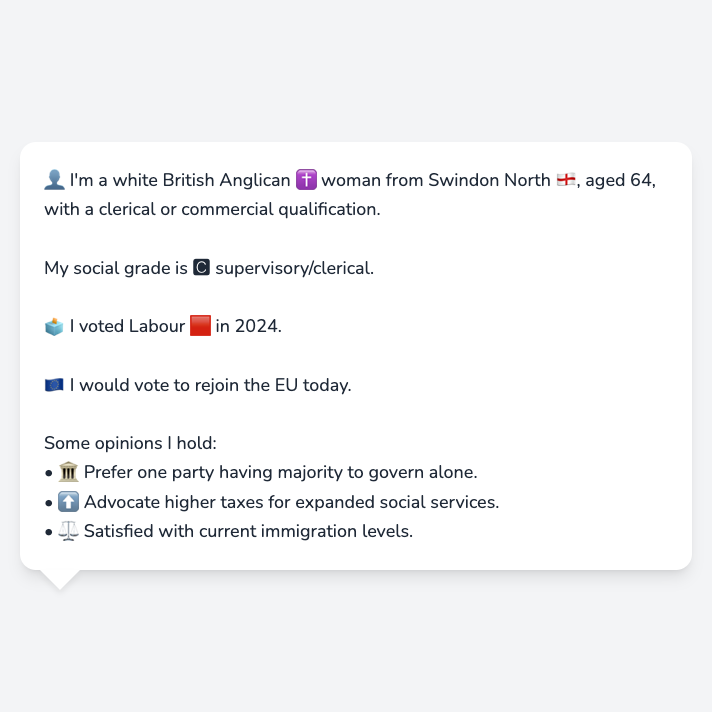 👤 I'm a white British Anglican ✝️ woman from Swindon North 🏴󠁧󠁢󠁥󠁮󠁧󠁿, aged 64,
with a clerical or commercial qualification.
My social grade is 🅲 supervisory/clerical.
🗳️ I voted Labour 🟥 in 2024.
🇪🇺 I would vote to rejoin the EU today.
Some opinions I hold:
• 🏛️ Prefer one party having majority to govern alone.
• ⬆️ Advocate higher taxes for expanded social services.
• ⚖️ Satisfied with current immigration levels.